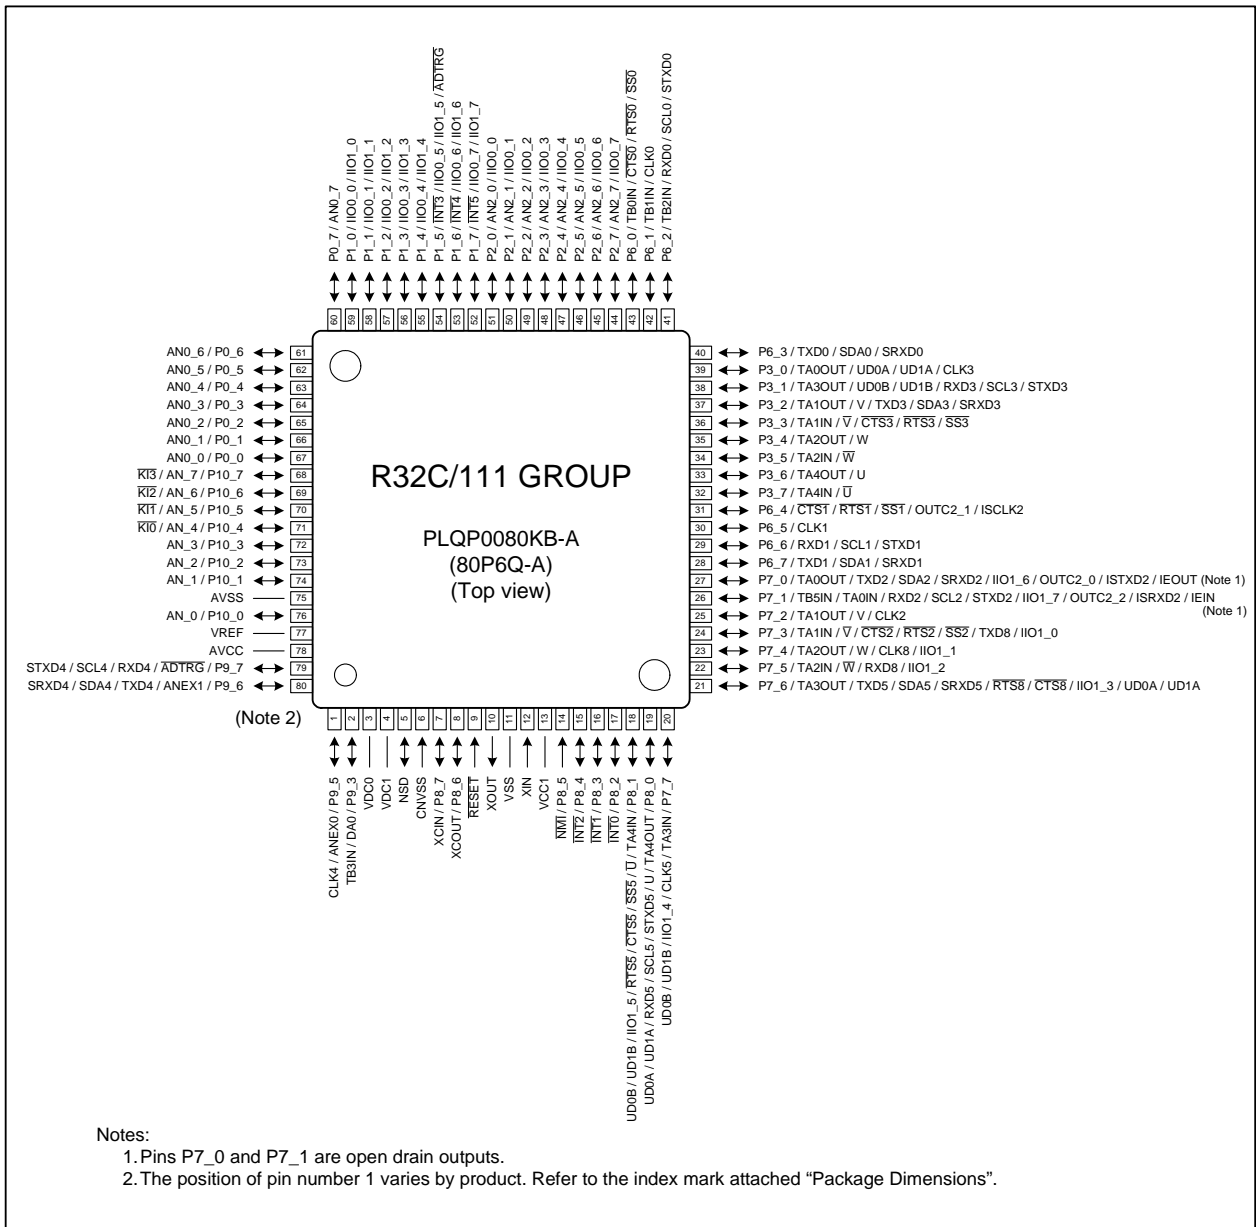 P0_7 / AN0_7
P1_0 / IIO0_0 / IIO1_0
P1_1 / IIO0_1 / IIO1_1
P1_2 / IIO0_2 / IIO1_2
P1_3 / IIO0_3 / IIO1_3
P1_4 / IIO0_4 / IIO1_4
P1_5 / INT3 / IIO0_5 / IIO1_5 / ADTRG
P1_6 / INT4 / IIO0_6 / IIO1_6
P1_7 / INT5 / IIO0_7 / IIO1_7
P2_0 / AN2_0 / IIO0_0
P2_1 / AN2_1 / IIO0_1
P2_2 / AN2_2 / IIO0_2
P2_3 / AN2_3 / IIO0_3
P2_4 / AN2_4 / IIO0_4
P2_5 / AN2_5 / IIO0_5
P2_6 / AN2_6 / IIO0_6
P2_7 / AN2_7 / IIO0_7
P6_0 / TB0IN / CTS0 / RTS0 / SS0
P6_1 / TB1IN / CLK0
P6_2 / TB2IN / RXD0 / SCL0 / STXD0
60 59 58 57 56 55 54 53 52 51 50 49 48 47 46 45 44 43 42 41
AN0_6 / P0_6 61
AN0_5 / P0_5 62
AN0_4 / P0_4 63
AN0_3 / P0_3 64
AN0_2 / P0_2 65
AN0_1 / P0_1 66
AN0_0 / P0_0 67
KI3 / AN_7 / P10_7 68
KI2 / AN_6 / P10_6 69
KI1 / AN_5 / P10_5 70
KI0 / AN_4 / P10_4 71
AN_3 / P10_3 72
AN_2 / P10_2 73
AN_1 / P10_1 74
AVSS 75
AN_0 / P10_0 76
VREF 77
AVCC 78
STXD4 / SCL4 / RXD4 / ADTRG / P9_7 79
SRXD4 / SDA4 / TXD4 / ANEX1 / P9_6 80
R32C/111 GROUP
PLQP0080KB-A
(80P6Q-A)
(Top view)
40 P6_3 / TXD0 / SDA0 / SRXD0
39 P3_0 / TA0OUT / UD0A / UD1A / CLK3
38 P3_1 / TA3OUT / UD0B / UD1B / RXD3 / SCL3 / STXD3
37 P3_2 / TA1OUT / V / TXD3 / SDA3 / SRXD3
36 P3_3 / TA1IN / V / CTS3 / RTS3 / SS3
35 P3_4 / TA2OUT / W
34 P3_5 / TA2IN / W
33 P3_6 / TA4OUT / U
32 P3_7 / TA4IN / U
31 P6_4 / CTS1 / RTS1 / SS1 / OUTC2_1 / ISCLK2
30 P6_5 / CLK1
29 P6_6 / RXD1 / SCL1 / STXD1
28 P6_7 / TXD1 / SDA1 / SRXD1
27 P7_0 / TA0OUT / TXD2 / SDA2 / SRXD2 / IIO1_6 / OUTC2_0 / ISTXD2 / IEOUT (Note 1)
26 P7_1 / TB5IN / TA0IN / RXD2 / SCL2 / STXD2 / IIO1_7 / OUTC2_2 / ISRXD2 / IEIN
(Note 1)
25 P7_2 / TA1OUT / V / CLK2
24 P7_3 / TA1IN / V / CTS2 / RTS2 / SS2 / TXD8 / IIO1_0
23 P7_4 / TA2OUT / W / CLK8 / IIO1_1
22 P7_5 / TA2IN / W / RXD8 / IIO1_2
21 P7_6 / TA3OUT / TXD5 / SDA5 / SRXD5 / RTS8 / CTS8 / IIO1_3 / UD0A / UD1A
(Note 2)
1 2 3 4 5 6 7 8 9 10 11 12 13 14 15 16 17 18 19 20
CLK4 / ANEX0 / P9_5
TB3IN / DA0 / P9_3
VDC0
VDC1
NSD
CNVSS
XCIN / P8_7
XCOUT / P8_6
RESET
XOUT
VSS
XIN
VCC1
NMI / P8_5
INT2 / P8_4
INT1 / P8_3
INT0 / P8_2
UD0B / UD1B / IIO1_5 / RTS5 / CTS5 / SS5 / U / TA4IN / P8_1
UD0A / UD1A / RXD5 / SCL5 / STXD5 / U / TA4OUT / P8_0
UD0B / UD1B / IIO1_4 / CLK5 / TA3IN / P7_7
Notes:
1. Pins P7_0 and P7_1 are open drain outputs.
2. The position of pin number 1 varies by product. Refer to the index mark attached “Package Dimensions”.